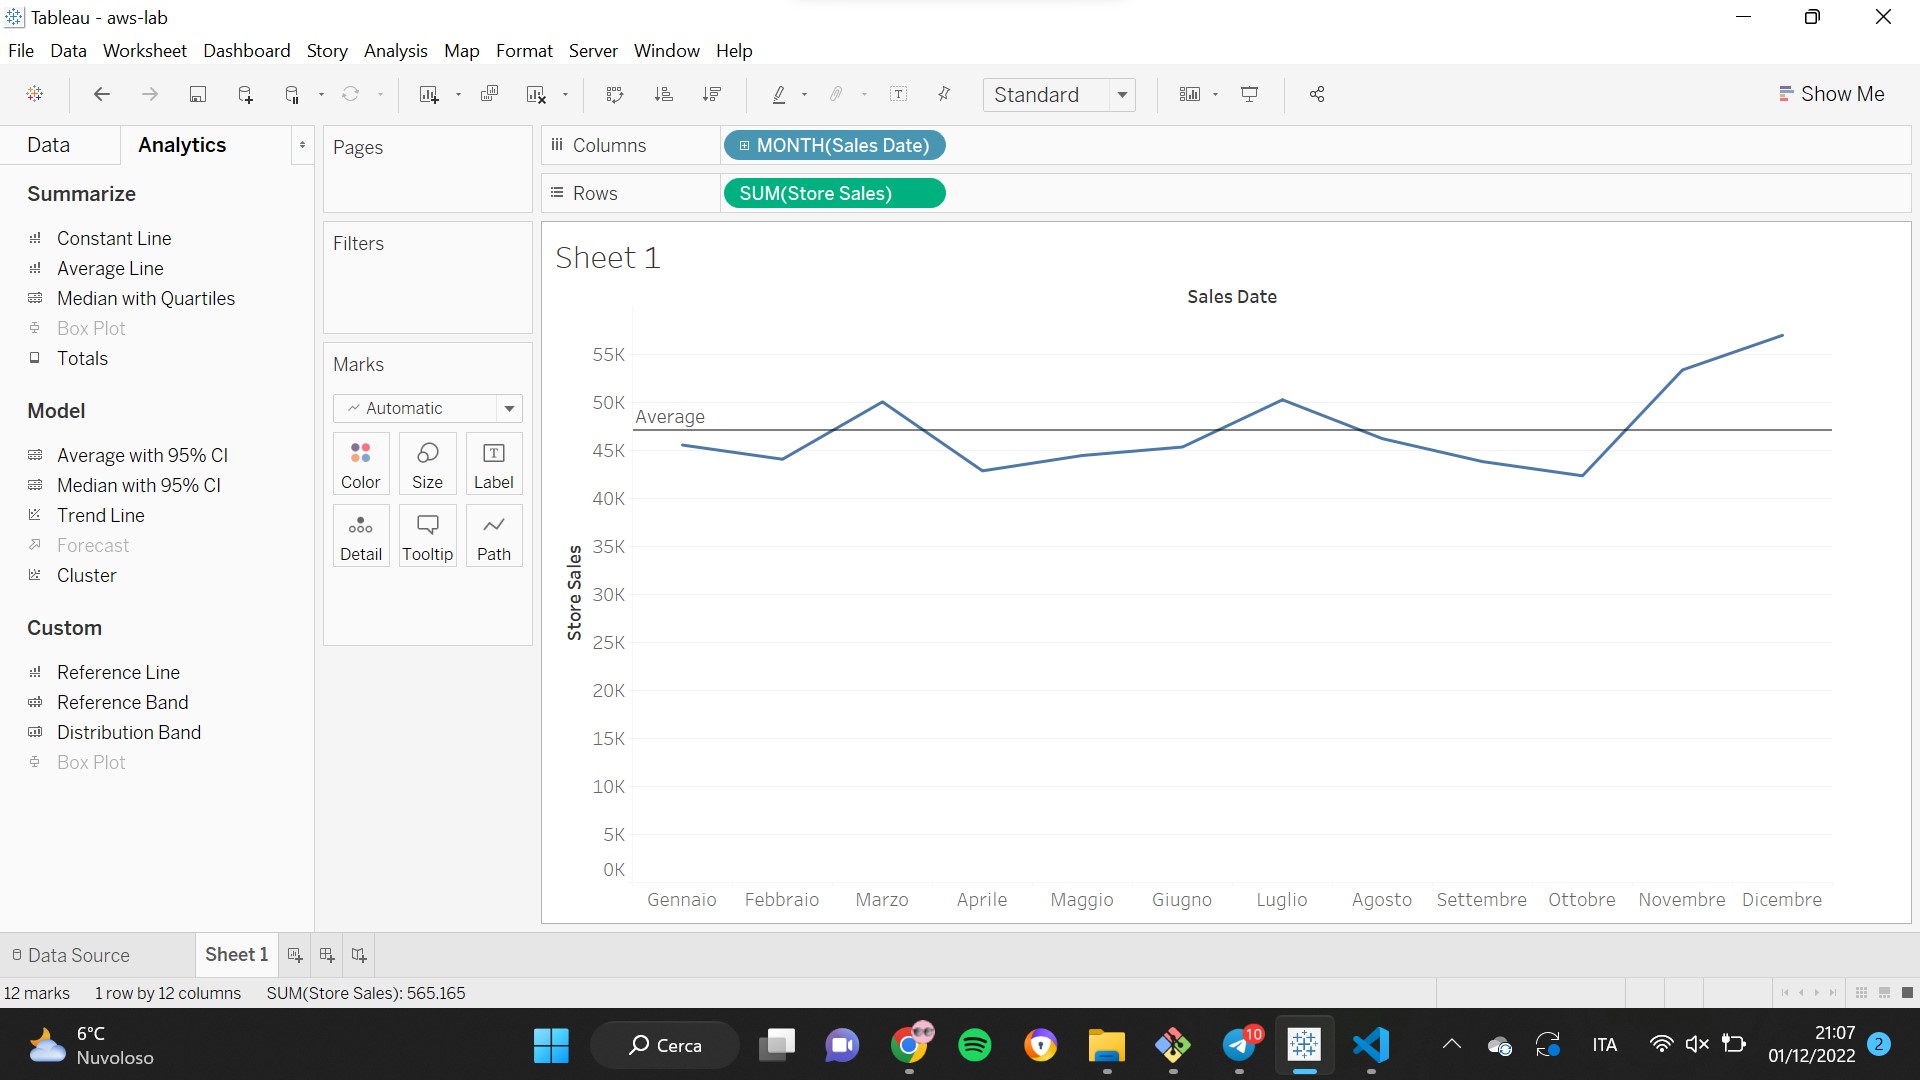 Tableau - aws-lab
File Data Worksheet Dashboard Story Analysis Map Format Server Window Help
Standard
Show Me
Data Analytics
Summarize
Constant Line
Average Line
Median with Quartiles
Box Plot
Totals
Model
Average with 95% CI
Median with 95% CI
Trend Line
Forecast
Cluster
Custom
Reference Line
Reference Band
Distribution Band
Box Plot
Pages
Filters
Marks
Automatic
Color Size Label
Detail Tooltip Path
Columns MONTH(Sales Date)
Rows SUM(Store Sales)
Sheet 1
Sales Date
55K
50K
Average
45K
40K
35K
30K
25K
20K
15K
10K
5K
0K
Store Sales
Gennaio Febbraio Marzo Aprile Maggio Giugno Luglio Agosto Settembre Ottobre Novembre Dicembre
Data Source Sheet 1
12 marks 1 row by 12 columns SUM(Store Sales): 565.165
6°C
Nuvoloso
Cerca
10
ITA
21:07
01/12/2022
2